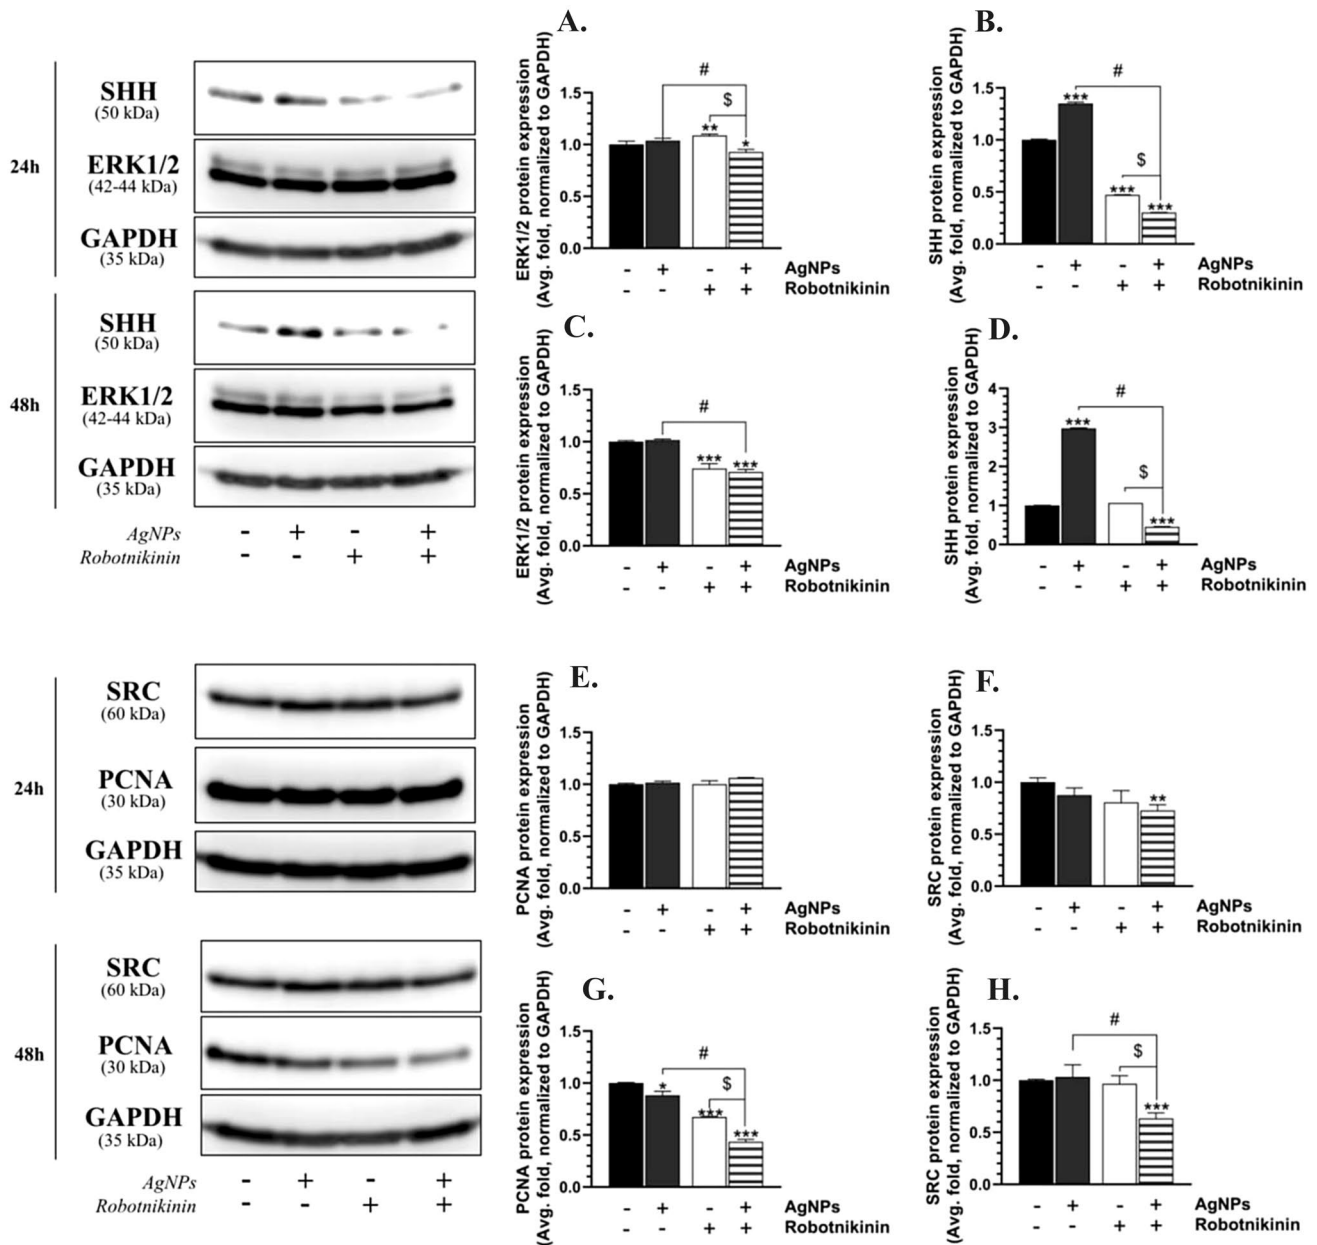 24h
SHH
(50 kDa)
ERK1/2
(42-44 kDa)
GAPDH
(35 kDa)
48h
SHH
(50 kDa)
ERK1/2
(42-44 kDa)
GAPDH
(35 kDa)
- + - + 
AgNPs
- - + +
Robotnikinin
A.
ERK1/2 protein expression
(Avg. fold, normalized to GAPDH)
1.5
1.0
0.5
0.0
#
$
**
*
- + - + AgNPs
- - + + Robotnikinin
B.
SHH protein expression
(Avg. fold, normalized to GAPDH)
1.5
1.0
0.5
0.0
#
***
$
***
***
- + - + AgNPs
- - + + Robotnikinin
C.
ERK1/2 protein expression
(Avg. fold, normalized to GAPDH)
1.5
1.0
0.5
0.0
#
***
***
- + - + AgNPs
- - + + Robotnikinin
D.
SHH protein expression
(Avg. fold, normalized to GAPDH)
4
3
2
1
0
#
***
$
***
- + - + AgNPs
- - + + Robotnikinin
24h
SRC
(60 kDa)
PCNA
(30 kDa)
GAPDH
(35 kDa)
48h
SRC
(60 kDa)
PCNA
(30 kDa)
GAPDH
(35 kDa)
AgNPs - + - +
Robotnikinin - - + +
E.
PCNA protein expression
(Avg. fold, normalized to GAPDH)
1.5
1.0
0.5
0.0
- + - + AgNPs
- - + + Robotnikinin
F.
SRC protein expression
(Avg. fold, normalized to GAPDH)
1.5
1.0
0.5
0.0
**
- + - + AgNPs
- - + + Robotnikinin
G.
PCNA protein expression
(Avg. fold, normalized to GAPDH)
1.5
1.0
0.5
0.0
#
$
*
***
***
- + - + AgNPs
- - + + Robotnikinin
H.
SRC protein expression
(Avg. fold, normalized to GAPDH)
1.5
1.0
0.5
0.0
#
$
***
- + - + AgNPs
- - + + Robotnikinin